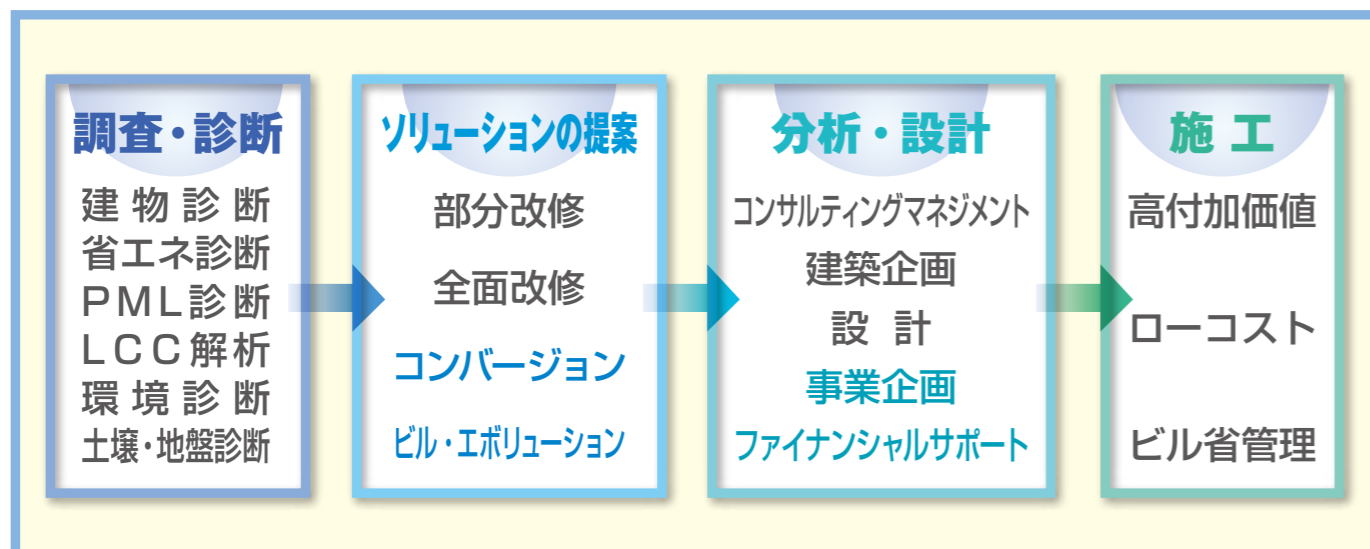 調査・診断
建物診断
省エネ診断
PML診断
LCC解析
環境診断
土壌・地盤診断
ソリューションの提案
部分改修
全面改修
コンバージョン
ビル・エボリューション
分析・設計
コンサルティングマネジメント
建築企画
設計
事業企画
ファイナンシャルサポート
施工
高付加価値
ローコスト
ビル省管理